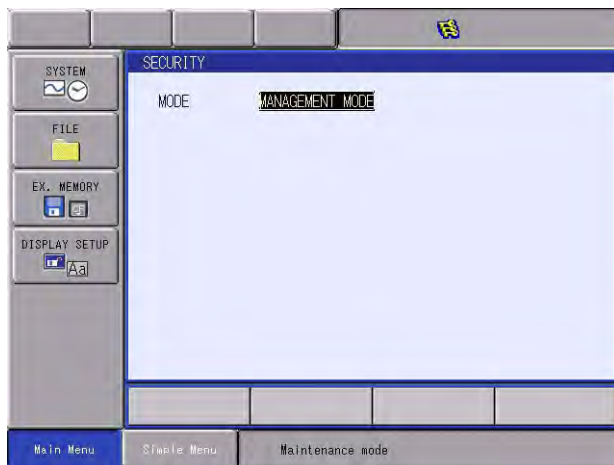 SECURITY
SYSTEM
MODE MANAGEMENT MODE
FILE
EX. MEMORY
DISPLAY SETUP
Aa
Main Menu Simple Menu Maintenance mode